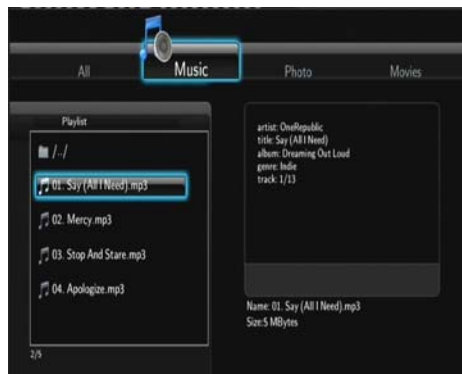 All
Music
Photo
Movies
Playlist
/../
01. Say (All I Need).mp3
02. Mercy.mp3
03. Stop And Stare.mp3
04. Apologize.mp3
2/5
artist: OneRepublic
title: Say (All I Need)
album: Dreaming Out Loud
genre: Indie
track: 1/13
Name: 01. Say (All I Need).mp3
Size:5 MBytes